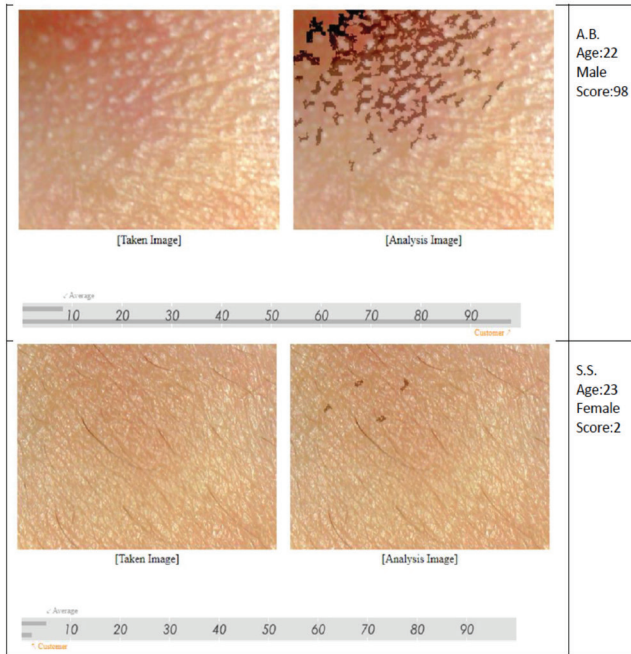 A.B.
Age:22
Male
Score:98
[Taken Image] [Analysis Image]
✓ Average
10 20 30 40 50 60 70 80 90
Customer ↗
S.S.
Age:23
Female
Score:2
[Taken Image] [Analysis Image]
✓ Average
10 20 30 40 50 60 70 80 90
↖ Customer